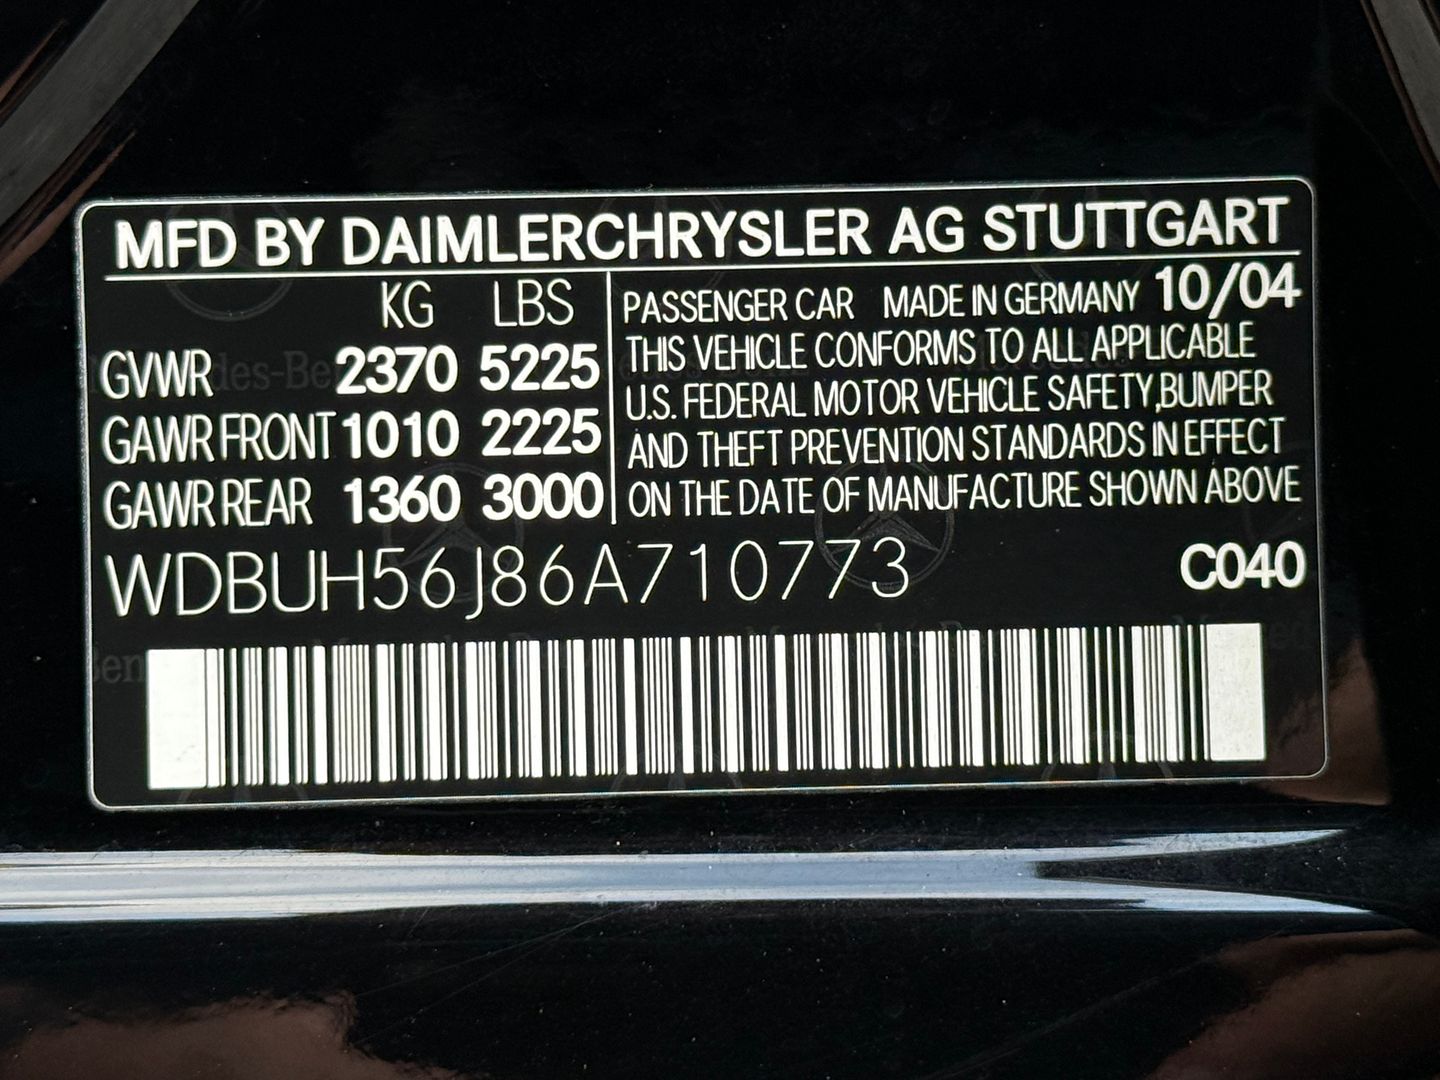 MFD BY DAIMLERCHRYSLER AG STUTTGART
KG LBS
GVWR 2370 5225
GAWR FRONT 1010 2225
GAWR REAR 1360 3000
PASSENGER CAR MADE IN GERMANY 10/04
THIS VEHICLE CONFORMS TO ALL APPLICABLE
U.S. FEDERAL MOTOR VEHICLE SAFETY,BUMPER
AND THEFT PREVENTION STANDARDS IN EFFECT
ON THE DATE OF MANUFACTURE SHOWN ABOVE
WDBUH56J86A710773 C040